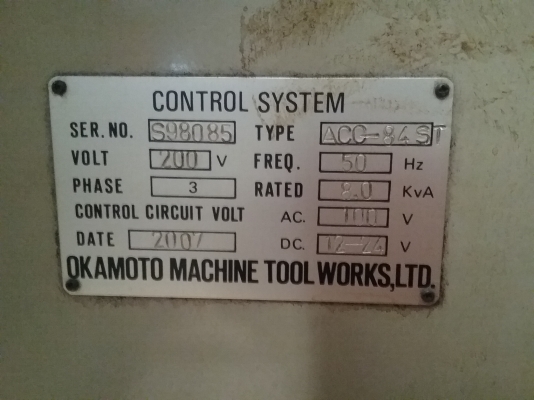 CONTROL SYSTEM
SER. NO. S98085 TYPE ACC-84ST
VOLT 200 V FREQ. 50 Hz
PHASE 3 RATED 8.0 KvA
CONTROL CIRCUIT VOLT AC. 100 V
DATE 2007 DC. 12-24 V
OKAMOTO MACHINE TOOL WORKS,LTD.